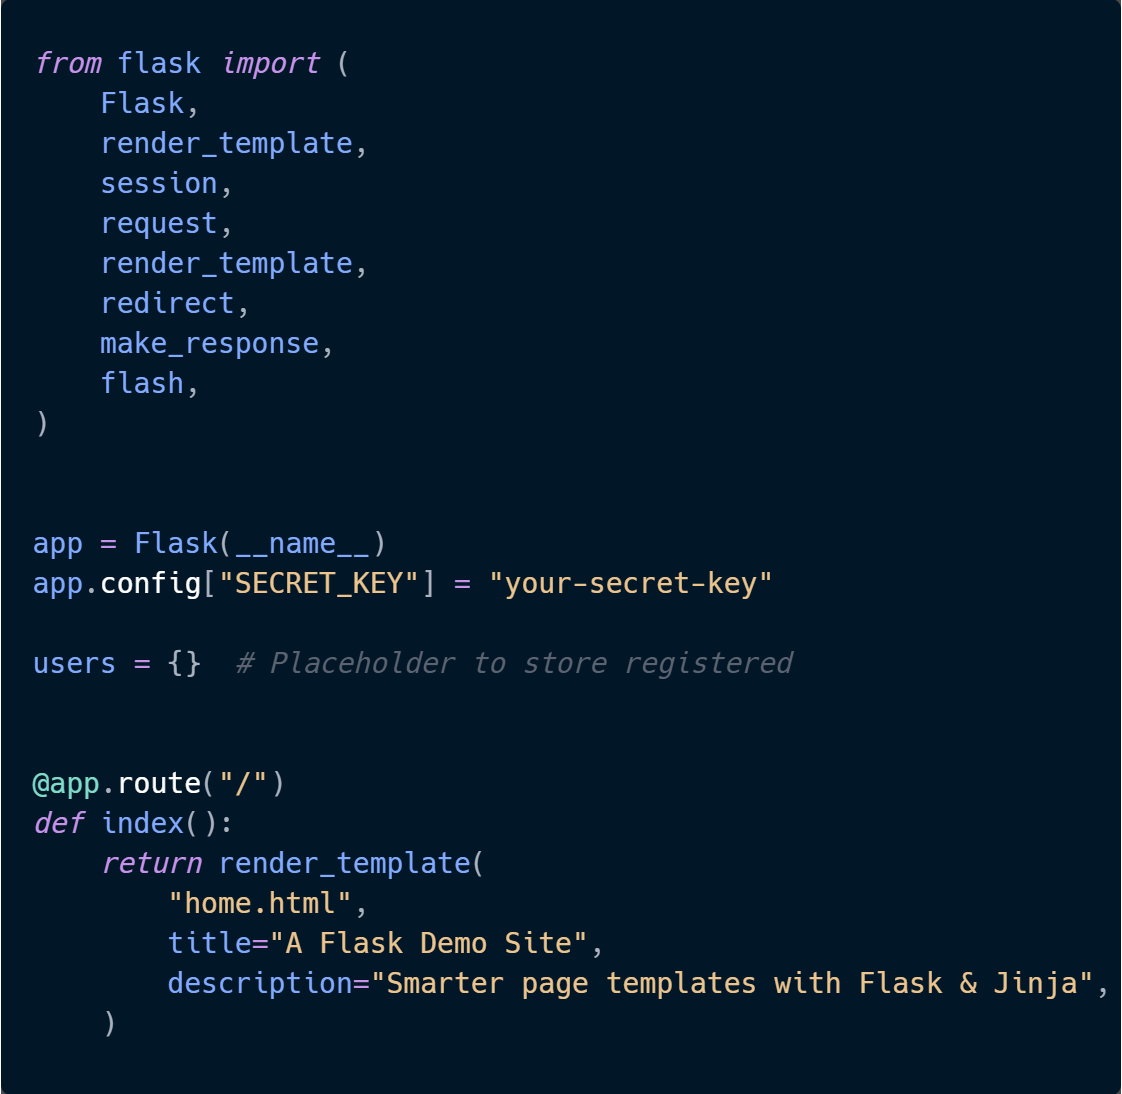 from flask import (
    Flask,
    render_template,
    session,
    request,
    render_template,
    redirect,
    make_response,
    flash,
)
app = Flask(__name__)
app.config["SECRET_KEY"] = "your-secret-key"
users = {}  # Placeholder to store registered
@app.route("/")
def index():
    return render_template(
        "home.html",
        title="A Flask Demo Site",
        description="Smarter page templates with Flask & Jinja",
    )